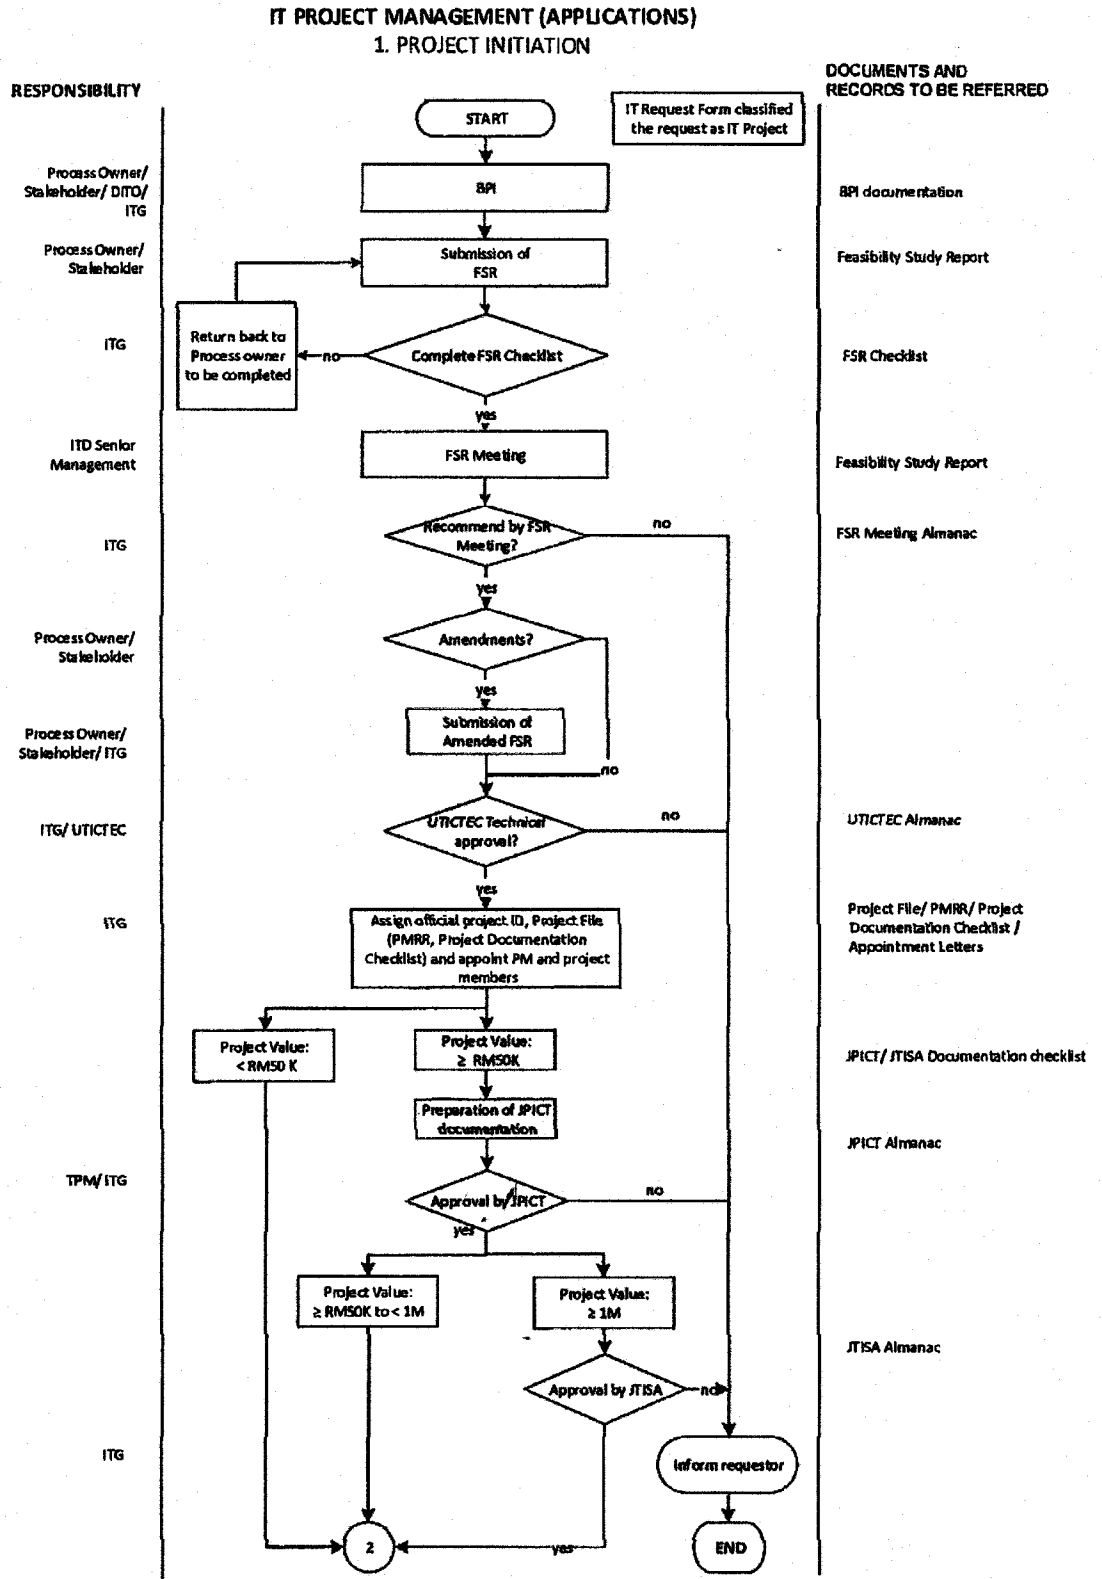 IT PROJECT MANAGEMENT (APPLICATIONS)
1. PROJECT INITIATION
RESPONSIBILITY
DOCUMENTS AND
RECORDS TO BE REFERRED
START
IT Request Form classified
the request as IT Project
Process Owner/
Stakeholder/ DITO/
ITG
BPI
BPI documentation
Process Owner/
Stakeholder
Submission of
FSR
Feasibility Study Report
ITG
Return back to
Process owner
to be completed
no
Complete FSR Checklist
FSR Checklist
yes
ITD Senior
Management
FSR Meeting
Feasibility Study Report
ITG
Recommend by FSR
Meeting?
no
FSR Meeting Almanac
yes
Process Owner/
Stakeholder
Amendments?
yes
Process Owner/
Stakeholder/ ITG
Submission of
Amended FSR
no
ITG/ UTICTEC
UTICTEC Technical
approval?
no
UTICTEC Almanac
yes
ITG
Assign official project ID, Project File
(PMRR, Project Documentation
Checklist) and appoint PM and project
members
Project File/ PMRR/ Project
Documentation Checklist /
Appointment Letters
Project Value:
< RM50 K
Project Value:
≥ RM50K
JPICT/ JTISA Documentation checklist
Preparation of JPICT
documentation
JPICT Almanac
TPM/ ITG
Approval by JPICT
no
yes
Project Value:
≥ RM50K to < 1M
Project Value:
≥ 1M
JTISA Almanac
Approval by JTISA
no
ITG
Inform requestor
2
yes
END